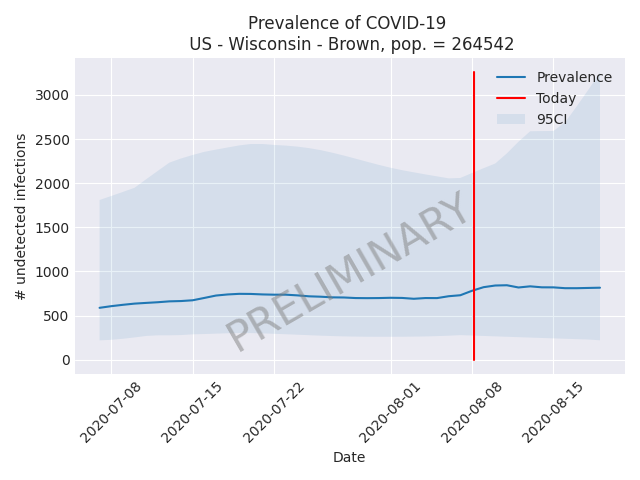 Prevalence of COVID-19
US - Wisconsin - Brown, pop. = 264542
Prevalence
Today
95CI
3000
2500
2000
1500
1000
500
0
# undetected infections
PRELIMINARY
2020-07-08
2020-07-15
2020-07-22
2020-08-01
2020-08-08
2020-08-15
Date